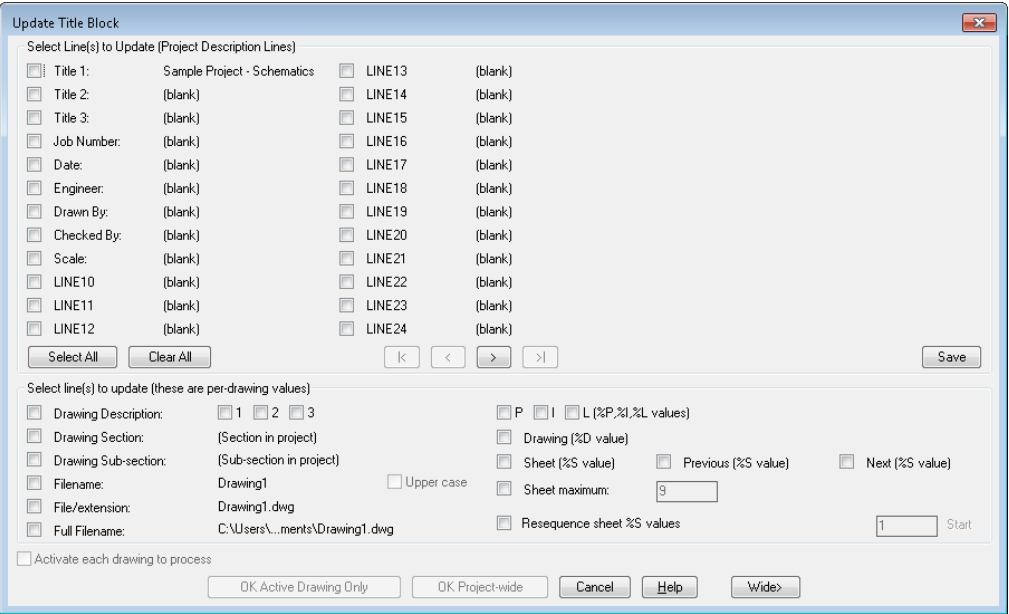 Update Title Block
Select Line(s) to Update (Project Description Lines)
Title 1: Sample Project - Schematics LINE13 (blank)
Title 2: (blank) LINE14 (blank)
Title 3: (blank) LINE15 (blank)
Job Number: (blank) LINE16 (blank)
Date: (blank) LINE17 (blank)
Engineer: (blank) LINE18 (blank)
Drawn By: (blank) LINE19 (blank)
Checked By: (blank) LINE20 (blank)
Scale: (blank) LINE21 (blank)
LINE10 (blank) LINE22 (blank)
LINE11 (blank) LINE23 (blank)
LINE12 (blank) LINE24 (blank)
Select All Clear All |< < > >| Save
Select line(s) to update (these are per-drawing values)
Drawing Description: 1 2 3 P I L (%P,%I,%L values)
Drawing Section: (Section in project) Drawing (%D value)
Drawing Sub-section: (Sub-section in project) Sheet (%S value) Previous (%S value) Next (%S value)
Filename: Drawing1 Upper case Sheet maximum: 9
File/extension: Drawing1.dwg
Full Filename: C:\Users\...ments\Drawing1.dwg Resequence sheet %S values 1 Start
Activate each drawing to process
OK Active Drawing Only OK Project-wide Cancel Help Wide>